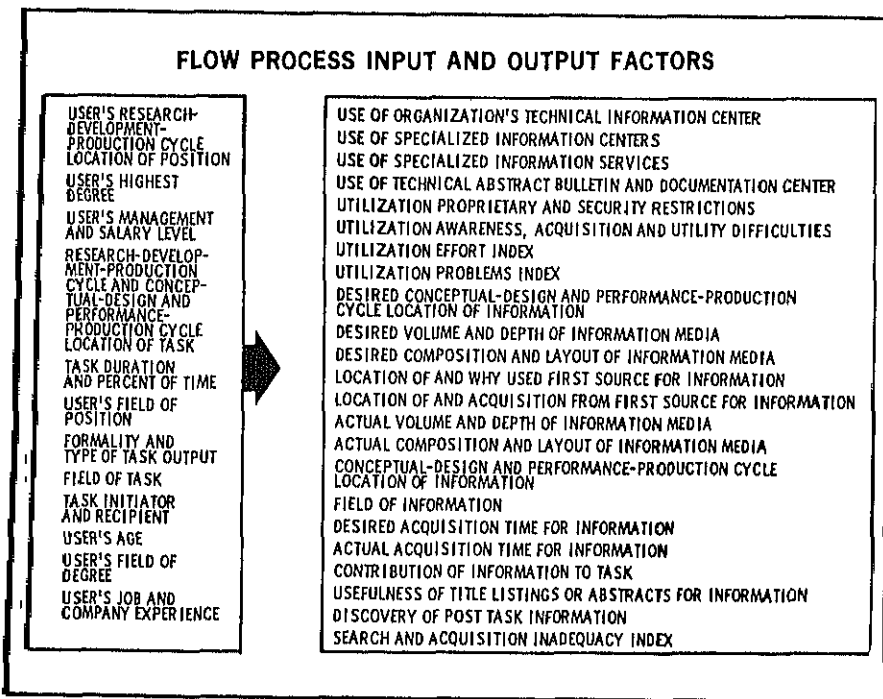 FLOW PROCESS INPUT AND OUTPUT FACTORS
USER'S RESEARCH-
DEVELOPMENT-
PRODUCTION CYCLE
LOCATION OF POSITION
USER'S HIGHEST
DEGREE
USER'S MANAGEMENT
AND SALARY LEVEL
RESEARCH-DEVELOP-
MENT-PRODUCTION
CYCLE AND CONCEP-
TUAL-DESIGN AND
PERFORMANCE-
PRODUCTION CYCLE
LOCATION OF TASK
TASK DURATION
AND PERCENT OF TIME
USER'S FIELD OF
POSITION
FORMALITY AND
TYPE OF TASK OUTPUT
FIELD OF TASK
TASK INITIATOR
AND RECIPIENT
USER'S AGE
USER'S FIELD OF
DEGREE
USER'S JOB AND
COMPANY EXPERIENCE
USE OF ORGANIZATION'S TECHNICAL INFORMATION CENTER
USE OF SPECIALIZED INFORMATION CENTERS
USE OF SPECIALIZED INFORMATION SERVICES
USE OF TECHNICAL ABSTRACT BULLETIN AND DOCUMENTATION CENTER
UTILIZATION PROPRIETARY AND SECURITY RESTRICTIONS
UTILIZATION AWARENESS, ACQUISITION AND UTILITY DIFFICULTIES
UTILIZATION EFFORT INDEX
UTILIZATION PROBLEMS INDEX
DESIRED CONCEPTUAL-DESIGN AND PERFORMANCE-PRODUCTION
CYCLE LOCATION OF INFORMATION
DESIRED VOLUME AND DEPTH OF INFORMATION MEDIA
DESIRED COMPOSITION AND LAYOUT OF INFORMATION MEDIA
LOCATION OF AND WHY USED FIRST SOURCE FOR INFORMATION
LOCATION OF AND ACQUISITION FROM FIRST SOURCE FOR INFORMATION
ACTUAL VOLUME AND DEPTH OF INFORMATION MEDIA
ACTUAL COMPOSITION AND LAYOUT OF INFORMATION MEDIA
CONCEPTUAL-DESIGN AND PERFORMANCE-PRODUCTION CYCLE
LOCATION OF INFORMATION
FIELD OF INFORMATION
DESIRED ACQUISITION TIME FOR INFORMATION
ACTUAL ACQUISITION TIME FOR INFORMATION
CONTRIBUTION OF INFORMATION TO TASK
USEFULNESS OF TITLE LISTINGS OR ABSTRACTS FOR INFORMATION
DISCOVERY OF POST TASK INFORMATION
SEARCH AND ACQUISITION INADEQUACY INDEX